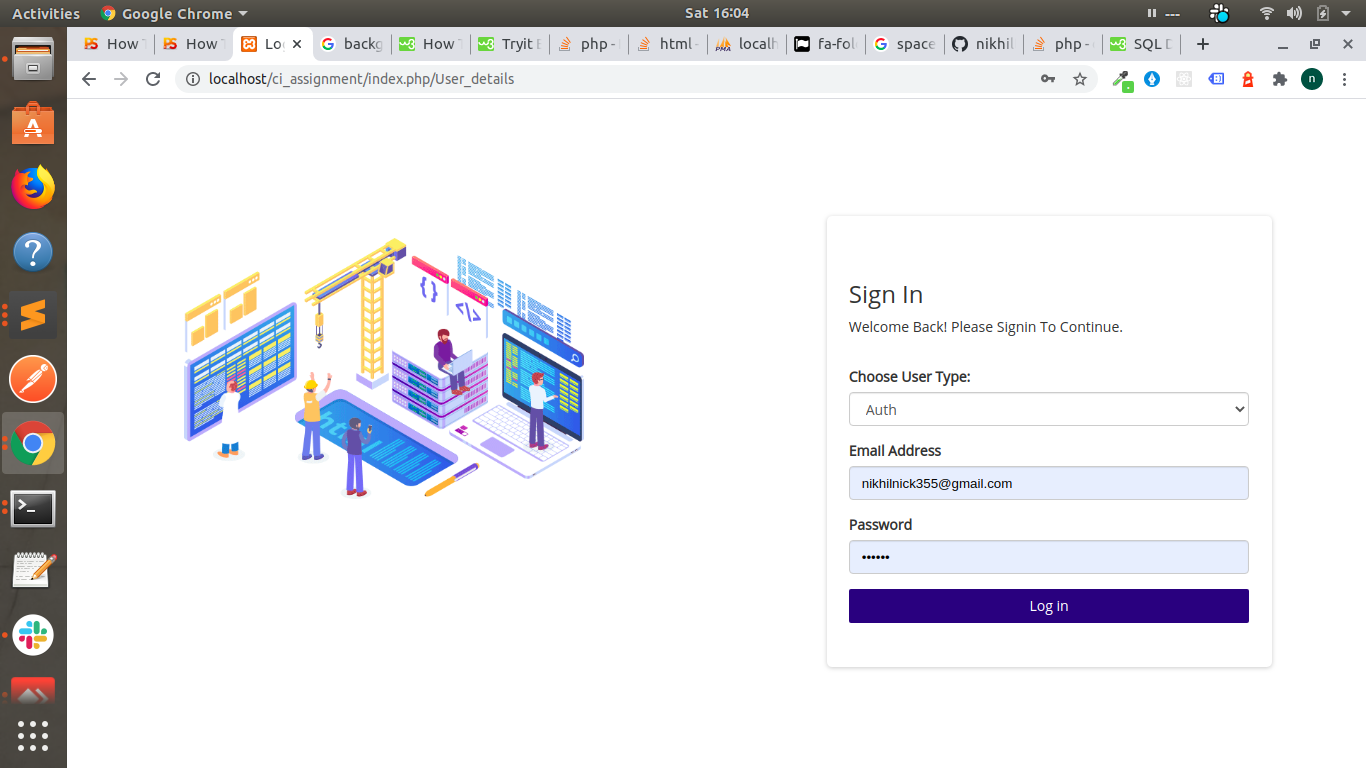 Activities
Google Chrome
Sat 16:04
---
How
How
Lo
backg
How
Tryit
php -
html -
localh
fa-fol
space
nikhil
php -
SQL D
localhost/ci_assignment/index.php/User_details
n
{ }
</>
html
Sign In
Welcome Back! Please Signin To Continue.
Choose User Type:
Auth
Email Address
nikhilnick355@gmail.com
Password
••••••
Log in